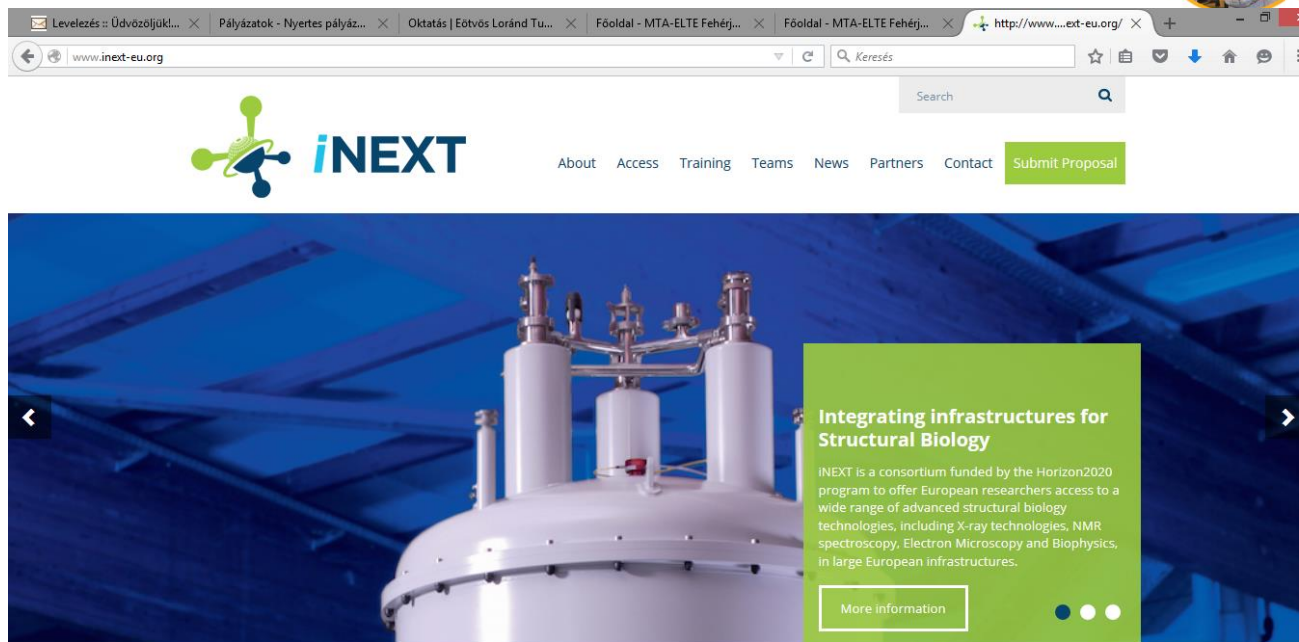 Levelezés :: Üdvözöljük!...
Pályázatok - Nyertes pályáz...
Oktatás | Eötvös Loránd Tu...
Főoldal - MTA-ELTE Fehérj...
Főoldal - MTA-ELTE Fehérj...
http://www....ext-eu.org/
www.inext-eu.org
Keresés
Search
iNEXT
About Access Training Teams News Partners Contact Submit Proposal
Integrating infrastructures for
Structural Biology
iNEXT is a consortium funded by the Horizon2020
program to offer European researchers access to a
wide range of advanced structural biology
technologies, including X-ray technologies, NMR
spectroscopy, Electron Microscopy and Biophysics,
in large European infrastructures.
More information